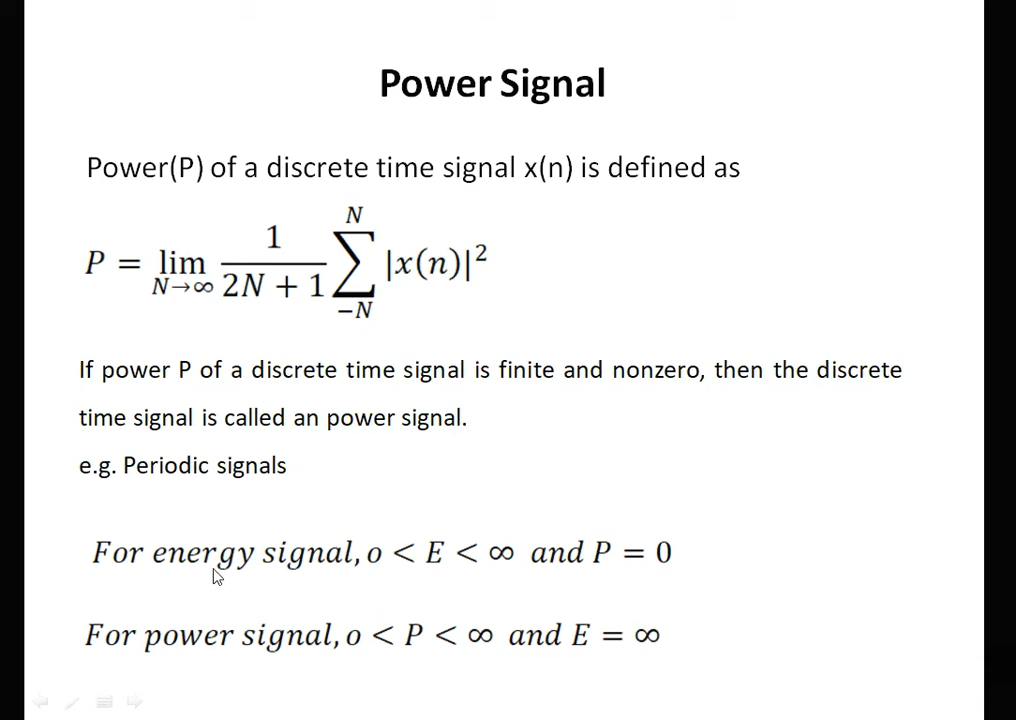 Power Signal
Power(P) of a discrete time signal x(n) is defined as
P = lim_{N→∞} \frac{1}{2N + 1} \sum_{-N}^{N} |x(n)|^2
If power P of a discrete time signal is finite and nonzero, then the discrete
time signal is called an power signal.
e.g. Periodic signals
For energy signal, o < E < ∞ and P = 0
For power signal, o < P < ∞ and E = ∞